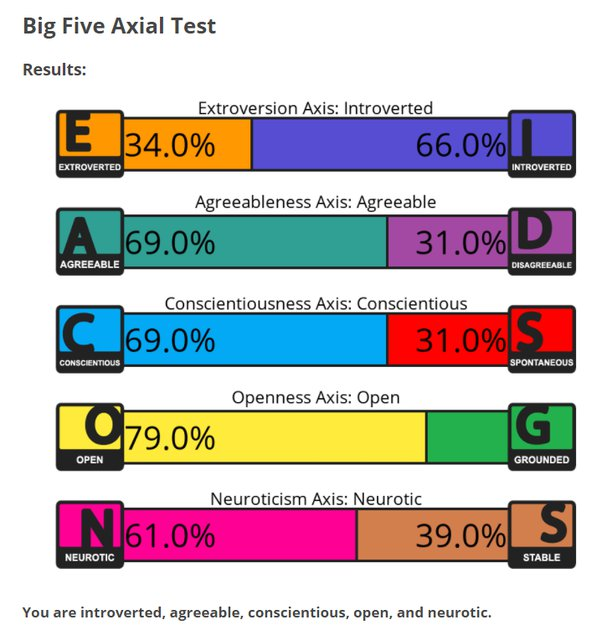 Big Five Axial Test
Results:
Extroversion Axis: Introverted
E 34.0% 66.0% I
EXTROVERTED INTROVERTED
Agreeableness Axis: Agreeable
A 69.0% 31.0% D
AGREEABLE DISAGREEABLE
Conscientiousness Axis: Conscientious
C 69.0% 31.0% S
CONSCIENTIOUS SPONTANEOUS
Openness Axis: Open
O 79.0% G
OPEN GROUNDED
Neuroticism Axis: Neurotic
N 61.0% 39.0% S
NEUROTIC STABLE
You are introverted, agreeable, conscientious, open, and neurotic.